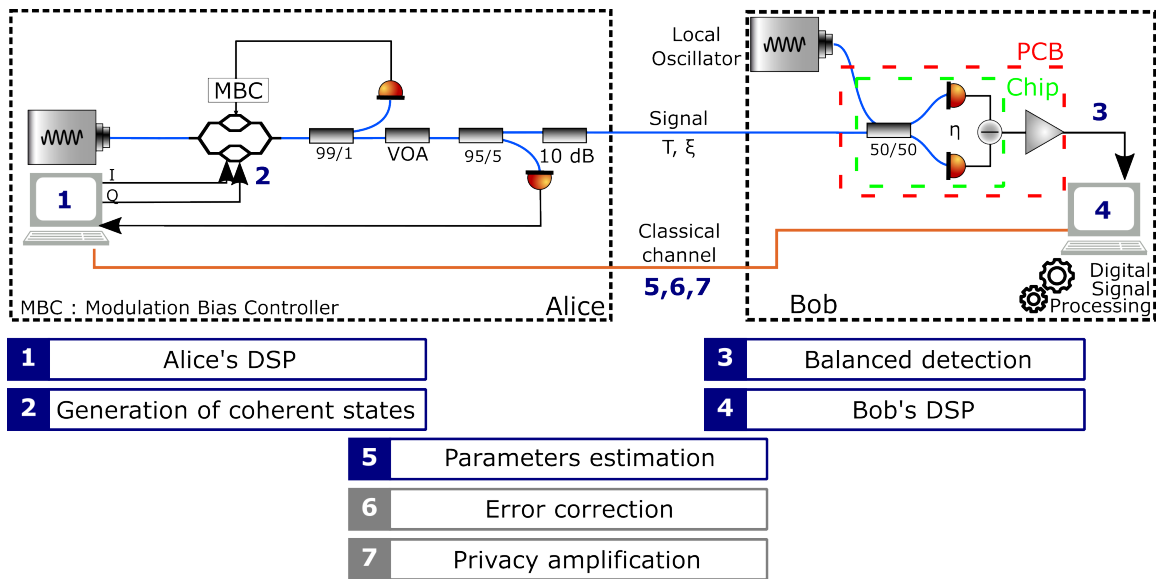 Local
Oscillator
PCB
Chip
MBC
99/1
VOA
95/5
10 dB
Signal
T, ξ
50/50
η
3
I
Q
1
2
4
Classical
channel
5,6,7
MBC : Modulation Bias Controller
Alice
Bob
Digital
Signal
Processing
1 Alice's DSP
2 Generation of coherent states
3 Balanced detection
4 Bob's DSP
5 Parameters estimation
6 Error correction
7 Privacy amplification